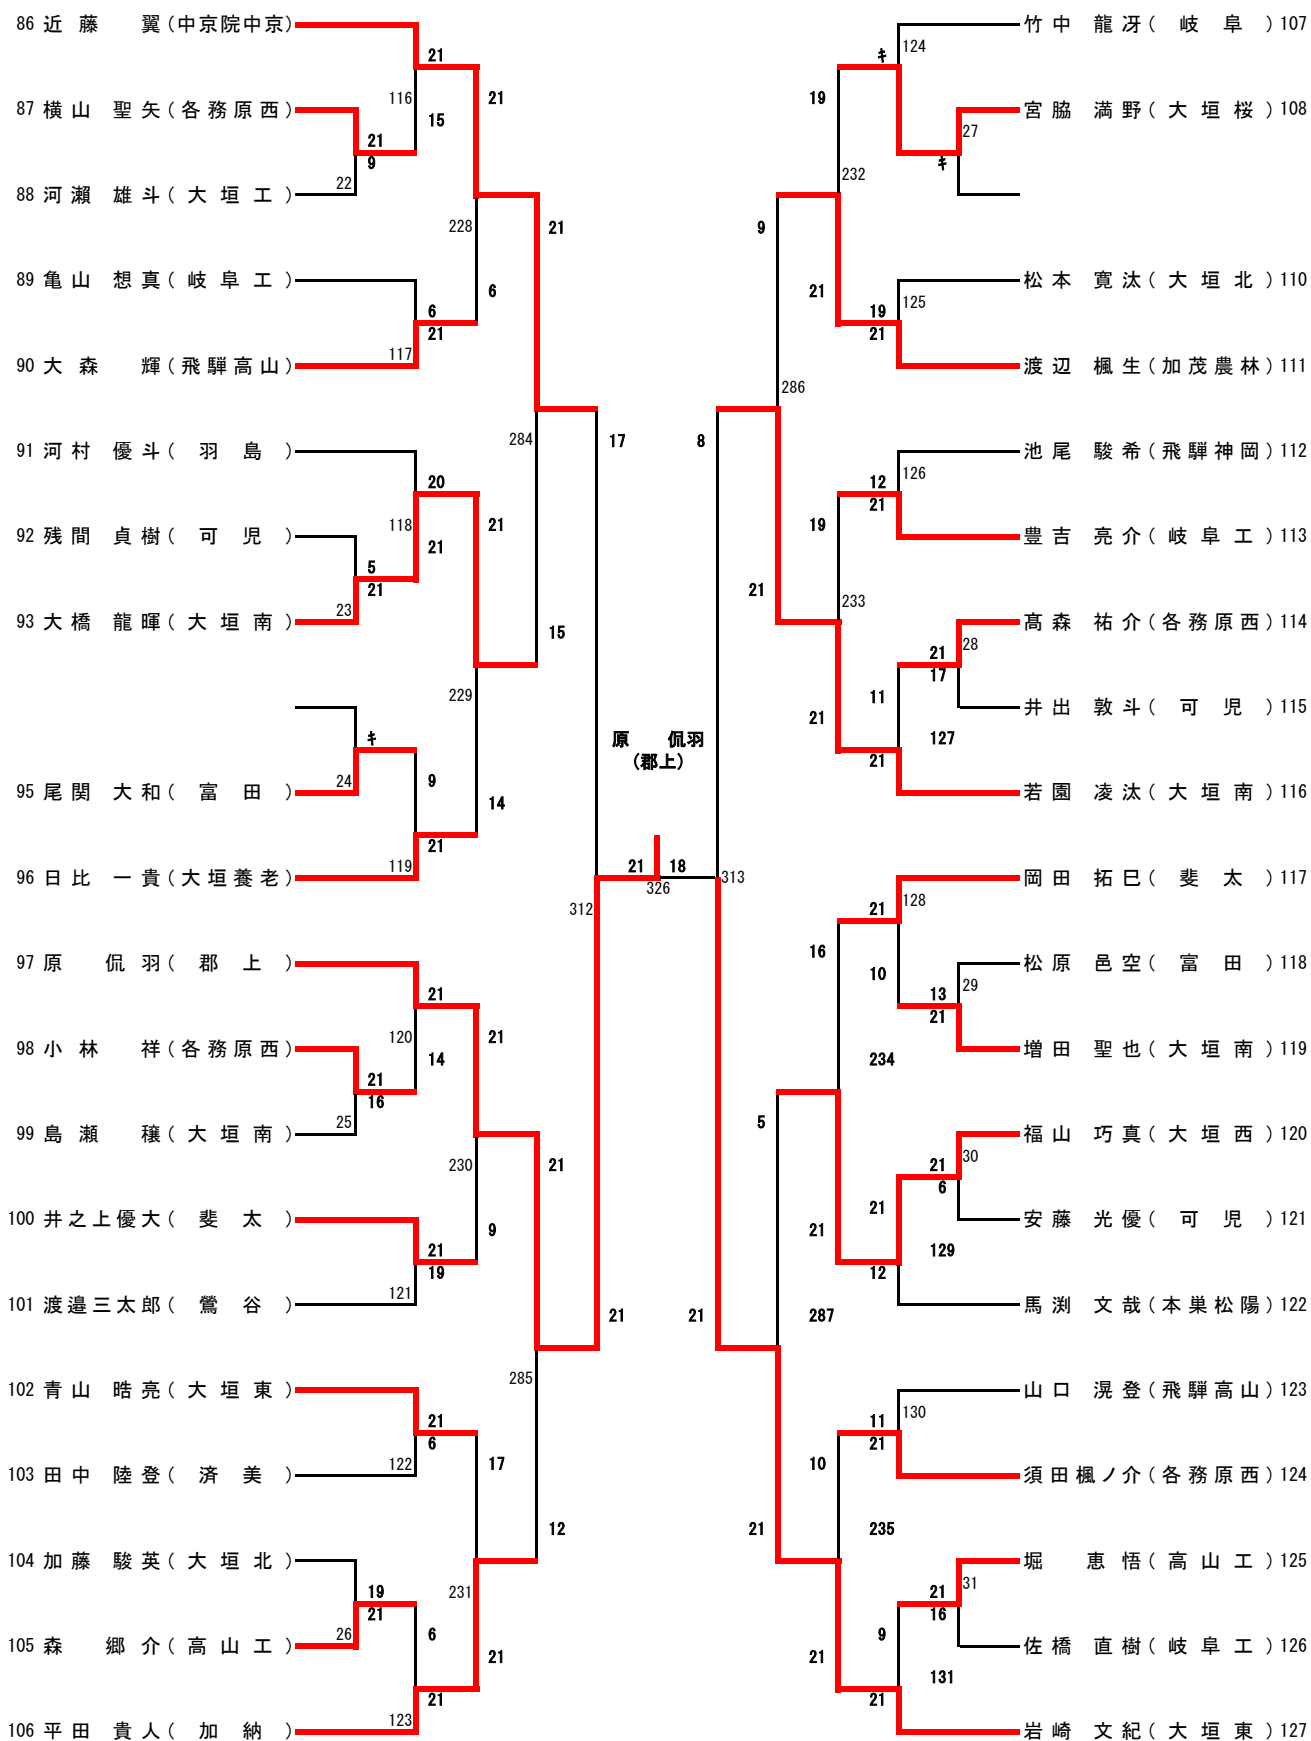 86 近藤 翼 (中京院中京)
87 横山 聖矢 (各務原西)
88 河瀬 雄斗 (大垣工)
89 亀山 想真 (岐阜工)
90 大森 輝 (飛騨高山)
91 河村 優斗 (羽島)
92 残間 貞樹 (可児)
93 大橋 龍暉 (大垣南)
95 尾関 大和 (富田)
96 日比 一貴 (大垣養老)
97 原 侃羽 (郡上)
98 小林 祥 (各務原西)
99 島瀬 穣 (大垣南)
100 井之上優大 (斐太)
101 渡邉三太郎 (鶯谷)
102 青山 晧亮 (大垣東)
103 田中 陸登 (済美)
104 加藤 駿英 (大垣北)
105 森 郷介 (高山工)
106 平田 貴人 (加納)
21
116
15
21
9
22
21
228
6
6
21
117
21
284
20
118
21
5
21
23
21
15
229
キ
24
9
14
21
119
17
312
21
120
14
21
16
25
21
230
9
21
19
121
21
21
285
21
6
122
17
12
19
21
26
231
6
21
21
123
原 侃羽
(郡上)
21
18
326
313
竹中 龍冴 (岐阜) 107
宮脇 満野 (大垣桜) 108
松本 寛汰 (大垣北) 110
渡辺 楓生 (加茂農林) 111
池尾 駿希 (飛騨神岡) 112
豊吉 亮介 (岐阜工) 113
髙森 祐介 (各務原西) 114
井出 敦斗 (可児) 115
若園 凌汰 (大垣南) 116
岡田 拓巳 (斐太) 117
松原 邑空 (富田) 118
増田 聖也 (大垣南) 119
福山 巧真 (大垣西) 120
安藤 光優 (可児) 121
馬渕 文哉 (本巣松陽) 122
山口 滉登 (飛騨高山) 123
須田楓ノ介 (各務原西) 124
堀 恵悟 (高山工) 125
佐橋 直樹 (岐阜工) 126
岩崎 文紀 (大垣東) 127
キ
124
19
27
キ
232
9
21
19
125
21
286
8
12
126
21
19
21
233
21
28
17
11
21
127
21
21
128
16
10
13
29
21
234
5
21
30
6
21
21
129
12
21
287
11
130
21
10
21
235
21
31
16
9
21
131
21